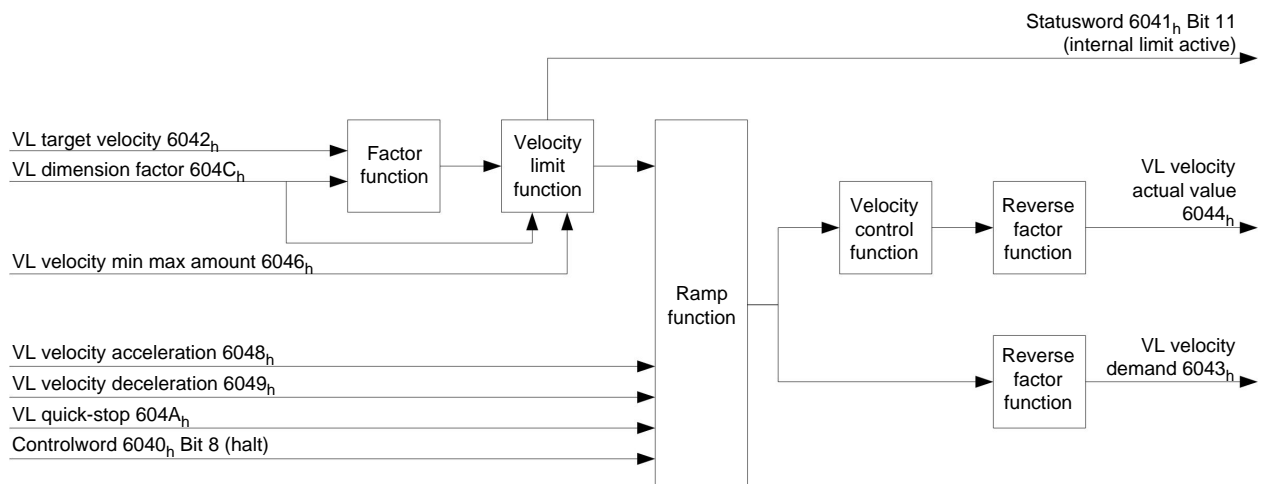 Statusword 6041h Bit 11
(internal limit active)
VL target velocity 6042h
VL dimension factor 604Ch
Factor
function
Velocity
limit
function
VL velocity min max amount 6046h
Ramp
function
Velocity
control
function
Reverse
factor
function
VL velocity
actual value
6044h
VL velocity acceleration 6048h
VL velocity deceleration 6049h
VL quick-stop 604Ah
Controlword 6040h Bit 8 (halt)
Reverse
factor
function
VL velocity
demand 6043h